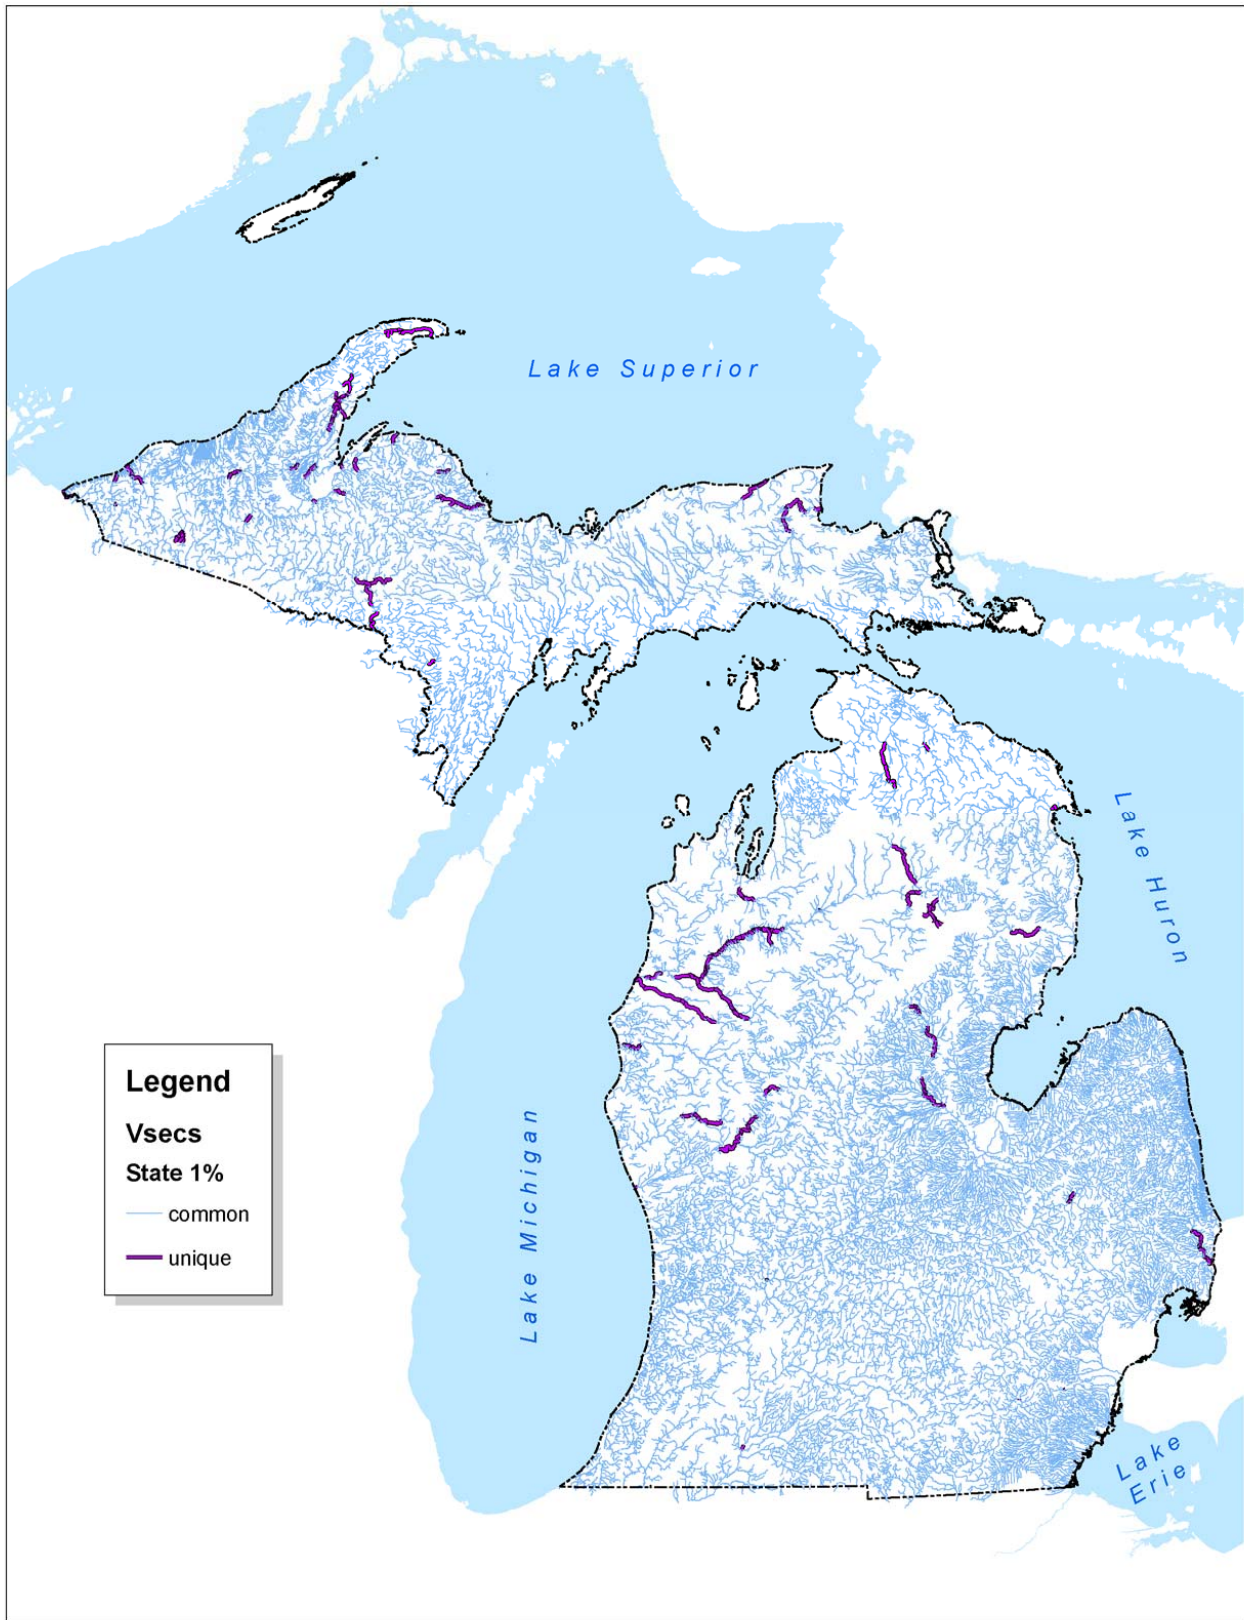 Lake Superior
Lake Huron
Legend
Vsecs
State 1%
common
unique
Lake Michigan
Lake
Erie